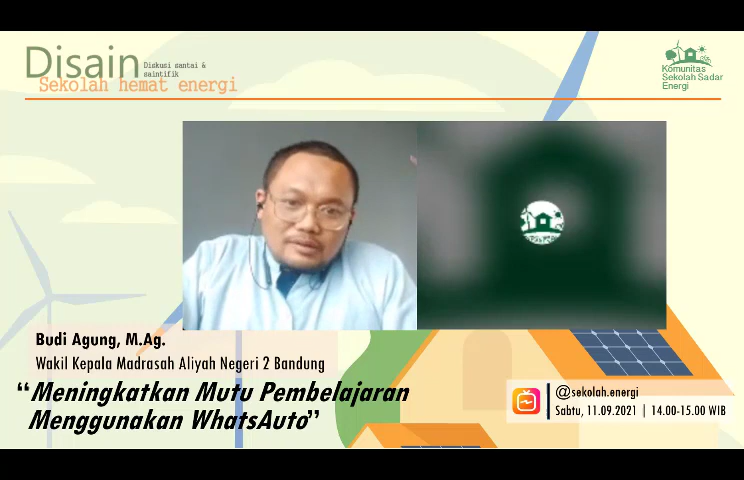 Disain
Diskusi santai &
saintifik
Sekolah hemat energi
Komunitas
Sekolah Sadar
Energi
Budi Agung, M.Ag.
Wakil Kepala Madrasah Aliyah Negeri 2 Bandung
“Meningkatkan Mutu Pembelajaran
Menggunakan WhatsAuto”
@sekolah.energi
Sabtu, 11.09.2021 | 14.00-15.00 WIB